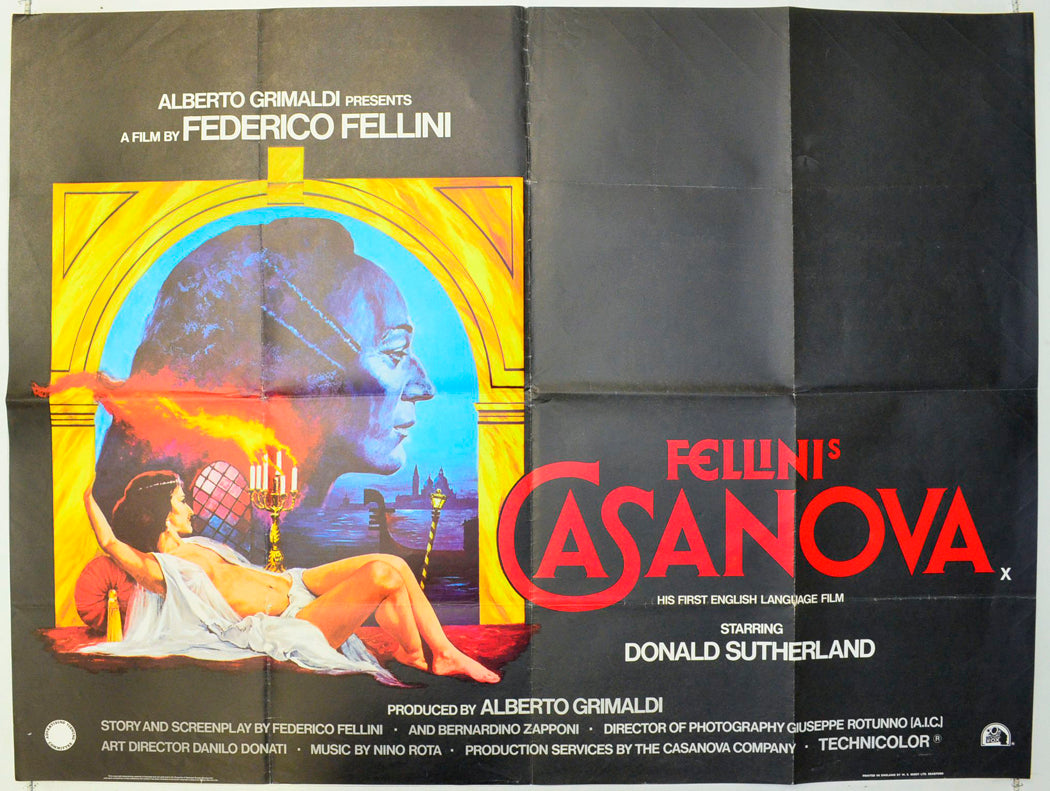 ALBERTO GRIMALDI PRESENTS
A FILM BY FEDERICO FELLINI
FELLINI'S
CASANOVA
X
HIS FIRST ENGLISH LANGUAGE FILM
STARRING
DONALD SUTHERLAND
PRODUCED BY ALBERTO GRIMALDI
STORY AND SCREENPLAY BY FEDERICO FELLINI · AND BERNARDINO ZAPPONI · DIRECTOR OF PHOTOGRAPHY GIUSEPPE ROTUNNO [A.I.C.]
ART DIRECTOR DANILO DONATI · MUSIC BY NINO ROTA · PRODUCTION SERVICES BY THE CASANOVA COMPANY · TECHNICOLOR ®